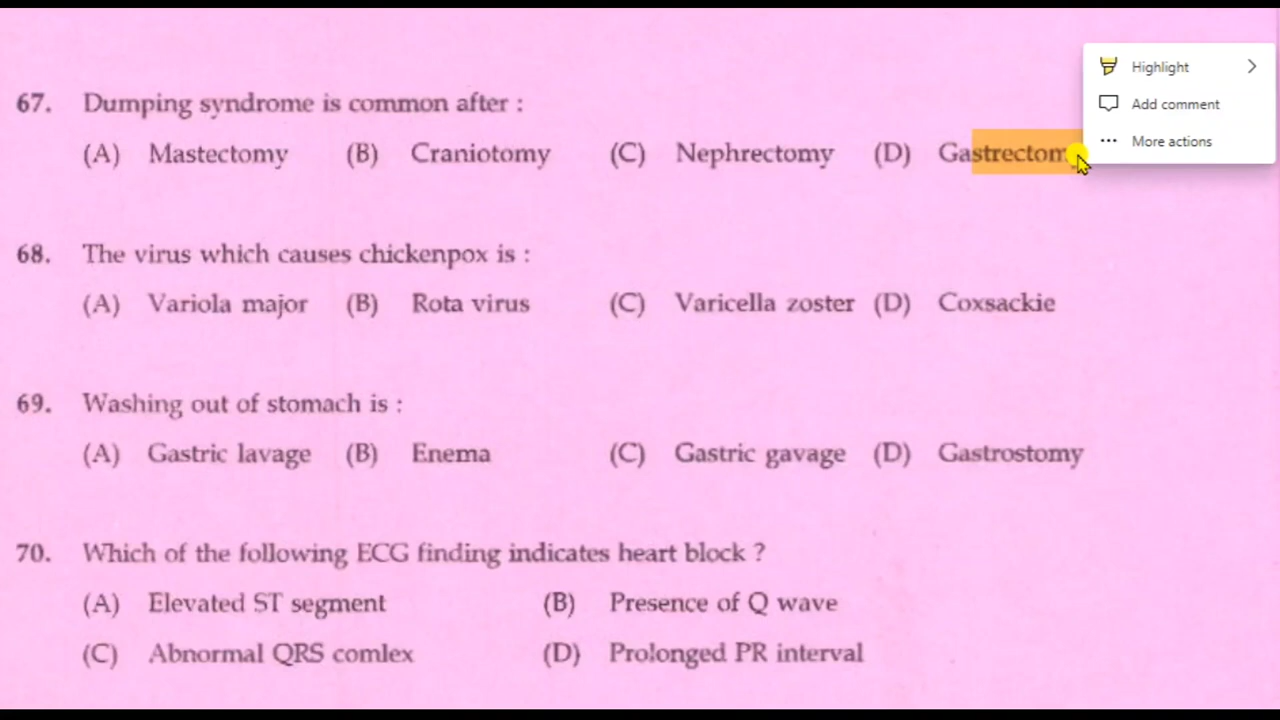 Highlight
Add comment
More actions
67. Dumping syndrome is common after :
(A) Mastectomy (B) Craniotomy (C) Nephrectomy (D) Gastrectomy
68. The virus which causes chickenpox is :
(A) Variola major (B) Rota virus (C) Varicella zoster (D) Coxsackie
69. Washing out of stomach is :
(A) Gastric lavage (B) Enema (C) Gastric gavage (D) Gastrostomy
70. Which of the following ECG finding indicates heart block ?
(A) Elevated ST segment (B) Presence of Q wave
(C) Abnormal QRS comlex (D) Prolonged PR interval